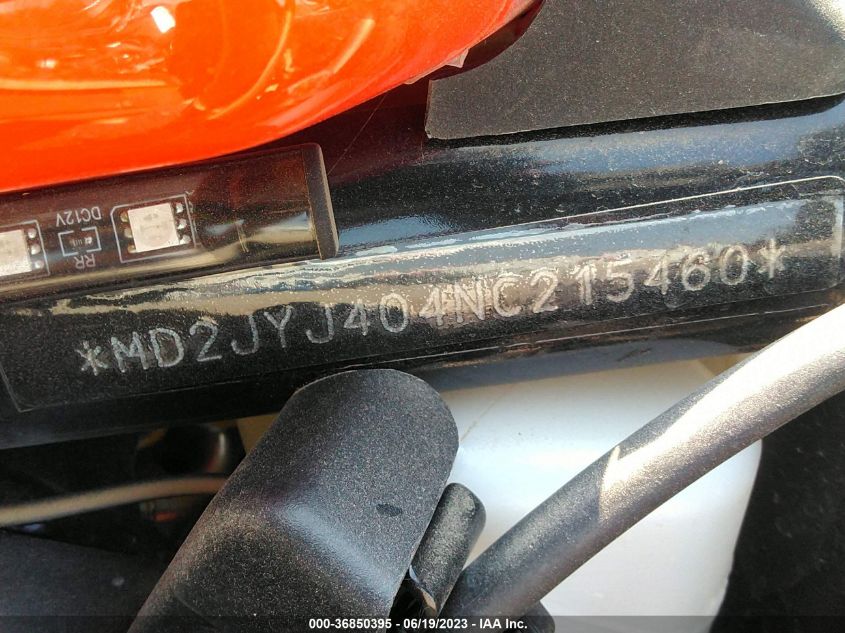 DC12V
RR
*MD2JYJ404NC215460*
000-36850395 - 06/19/2023 - IAA Inc.